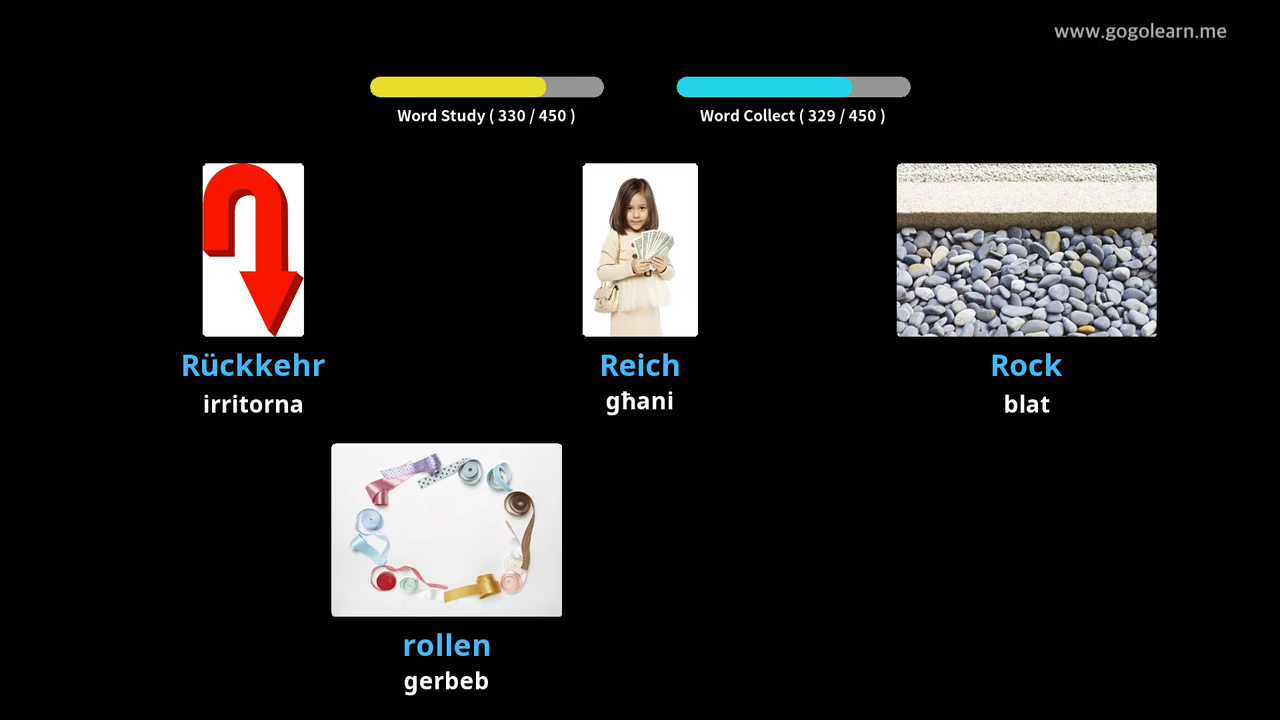 www.gogolearn.me
Word Study ( 330 / 450 )
Word Collect ( 329 / 450 )
Rückkehr
irritorna
Reich
għani
Rock
blat
rollen
gerbeb